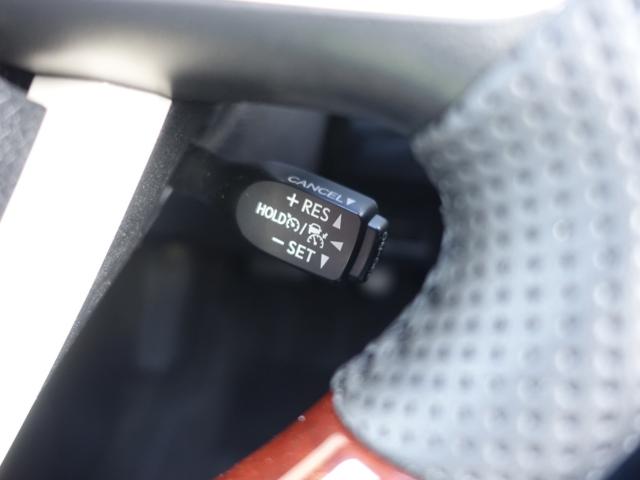 CANCEL▼
+ RES ▲
HOLD /
− SET ▼